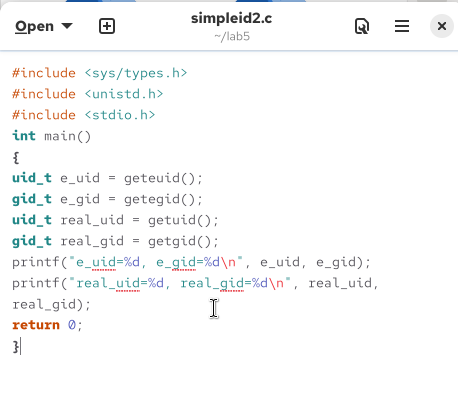 Open
simpleid2.c
~/lab5
#include <sys/types.h>
#include <unistd.h>
#include <stdio.h>
int main()
{
uid_t e_uid = geteuid();
gid_t e_gid = getegid();
uid_t real_uid = getuid();
gid_t real_gid = getgid();
printf("e_uid=%d, e_gid=%d\n", e_uid, e_gid);
printf("real_uid=%d, real_gid=%d\n", real_uid,
real_gid);
return 0;
}